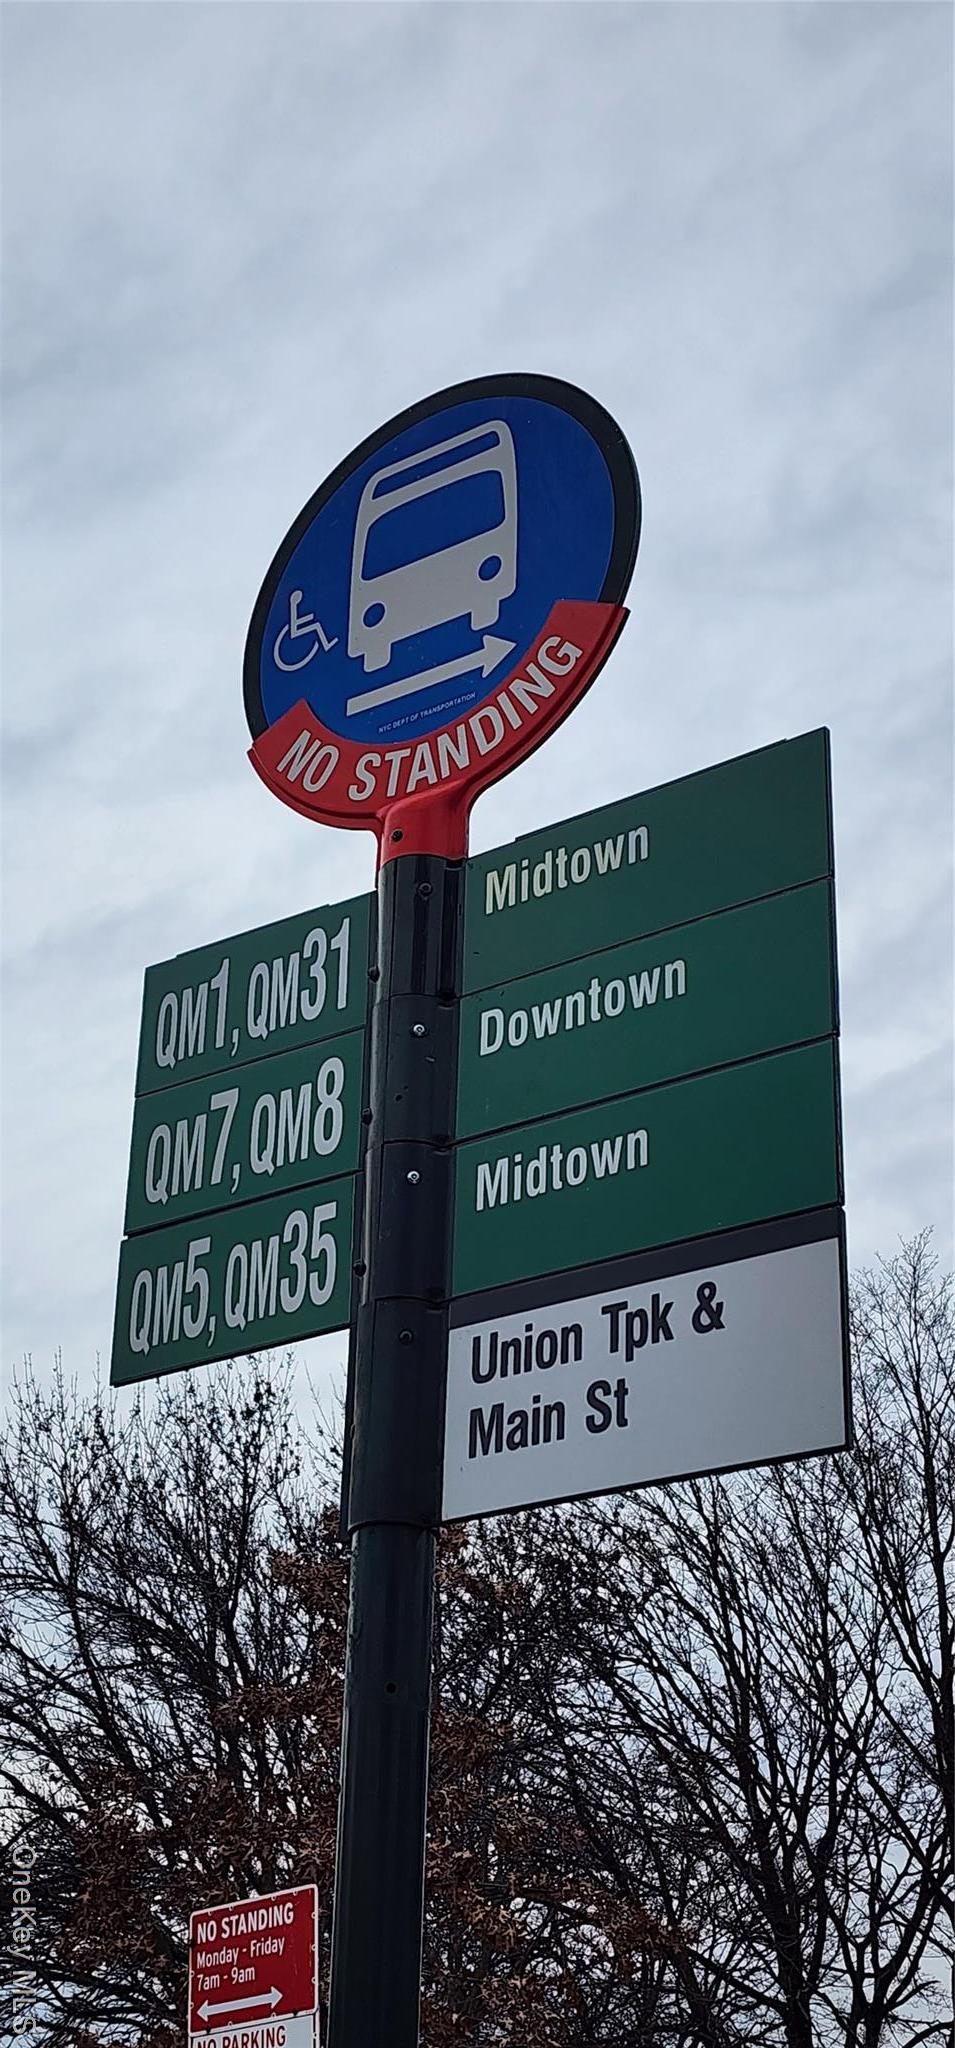 NYC DEPT OF TRANSPORTATION
NO STANDING
QM1, QM31
Midtown
QM7, QM8
Downtown
QM5, QM35
Midtown
Union Tpk &
Main St
NO STANDING
Monday - Friday
7am - 9am
NO PARKING
OneKey MLS